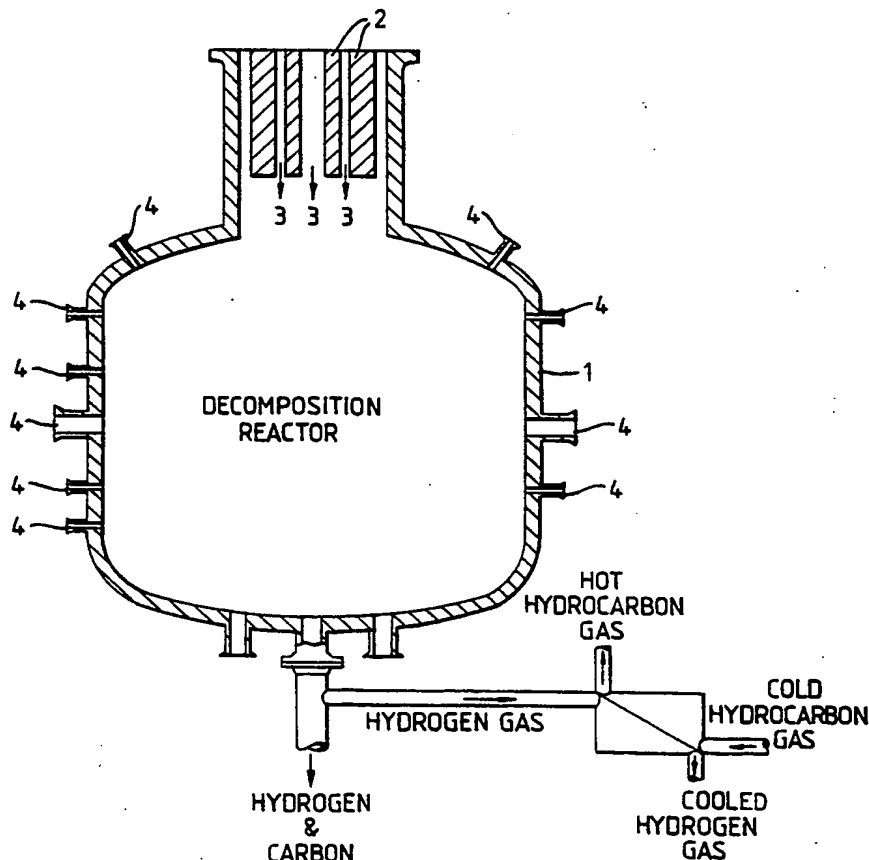 2
3 3 3
4
4
4
4
4
1
4
DECOMPOSITION
REACTOR
4
4
4
4
4
HOT
HYDROCARBON
GAS
COLD
HYDROCARBON
GAS
HYDROGEN GAS
HYDROGEN
&
CARBON
COOLED
HYDROGEN
GAS